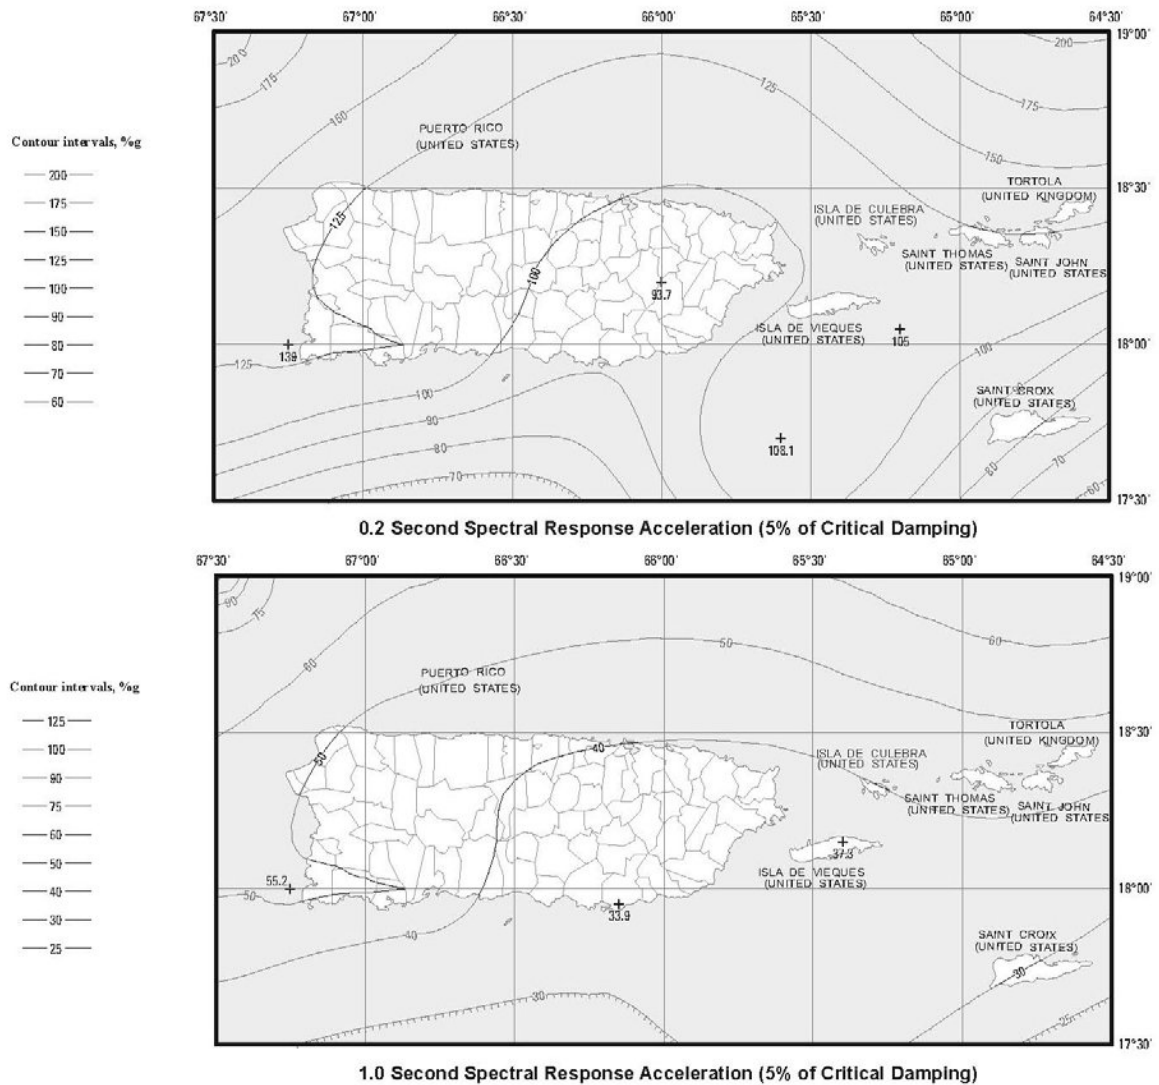 67°30' 67°00' 66°30' 66°00' 65°30' 65°00' 64°30'
19°00'
200
175
150
125
200
175
150
Contour intervals, %g
200
175
150
125
100
90
80
70
60
PUERTO RICO
(UNITED STATES)
18°30'
TORTOLA
(UNITED KINGDOM)
ISLA DE CULEBRA
(UNITED STATES)
SAINT THOMAS
(UNITED STATES)
SAINT JOHN
(UNITED STATES
125
100
93.7
ISLA DE VIEQUES
(UNITED STATES)
105
18°00'
139
125
100
100
90
80
70
SAINT CROIX
(UNITED STATES)
90
80
70
60
108.1
17°30'
0.2 Second Spectral Response Acceleration (5% of Critical Damping)
67°30' 67°00' 66°30' 66°00' 65°30' 65°00' 64°30'
19°00'
90
75
60
50
60
Contour intervals, %g
125
100
90
75
60
50
40
30
25
PUERTO RICO
(UNITED STATES)
18°30'
TORTOLA
(UNITED KINGDOM)
50
40
ISLA DE CULEBRA
(UNITED STATES)
SAINT THOMAS
(UNITED STATES)
SAINT JOHN
(UNITED STATES
37.3
ISLA DE VIEQUES
(UNITED STATES)
55.2
18°00'
50
33.9
40
SAINT CROIX
(UNITED STATES)
30
30
25
17°30'
1.0 Second Spectral Response Acceleration (5% of Critical Damping)